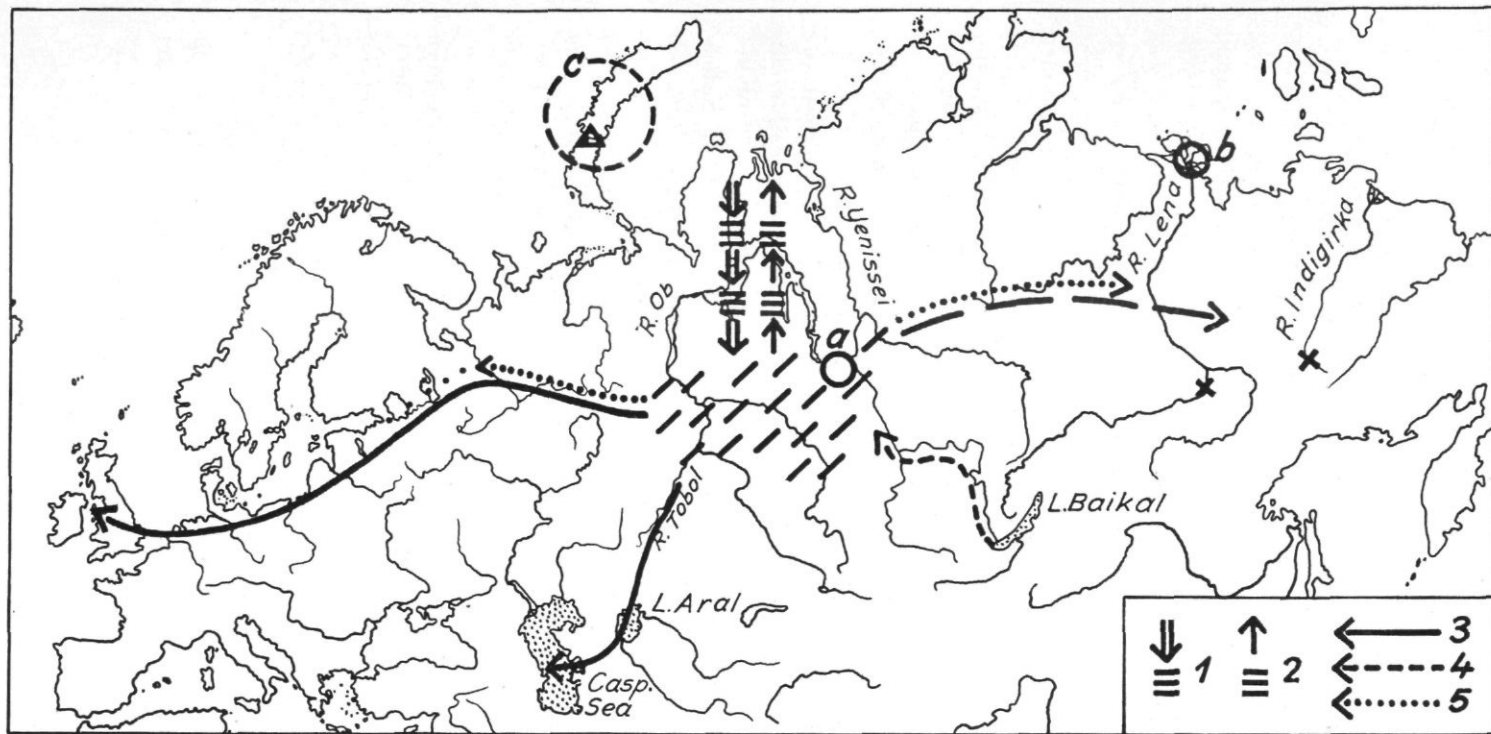 c
b
a
R. Ob
R. Yenissei
R. Lena
R. Indigirka
R. Tobol
L. Baikal
L. Aral
Casp.
Sea
1
2
3
4
5